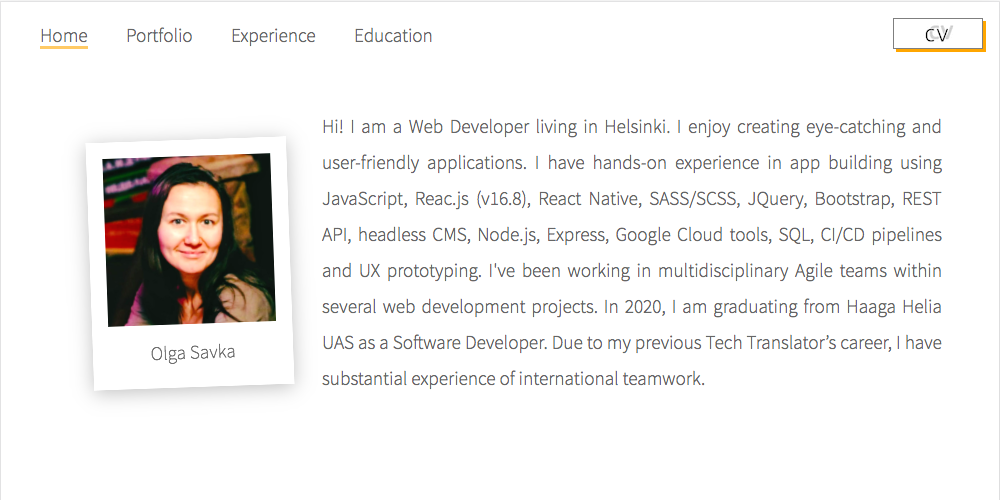 Home Portfolio Experience Education CV
Hi! I am a Web Developer living in Helsinki. I enjoy creating eye-catching and
user-friendly applications. I have hands-on experience in app building using
JavaScript, Reac.js (v16.8), React Native, SASS/SCSS, JQuery, Bootstrap, REST
API, headless CMS, Node.js, Express, Google Cloud tools, SQL, CI/CD pipelines
and UX prototyping. I've been working in multidisciplinary Agile teams within
several web development projects. In 2020, I am graduating from Haaga Helia
UAS as a Software Developer. Due to my previous Tech Translator’s career, I have
substantial experience of international teamwork.
Olga Savka